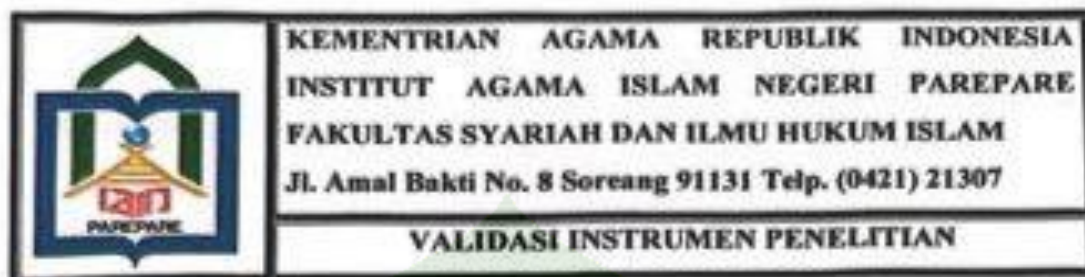 KEMENTRIAN AGAMA REPUBLIK INDONESIA
INSTITUT AGAMA ISLAM NEGERI PAREPARE
FAKULTAS SYARIAH DAN ILMU HUKUM ISLAM
Jl. Amal Bakti No. 8 Soreang 91131 Telp. (0421) 21307
VALIDASI INSTRUMEN PENELITIAN
iain
PAREPARE